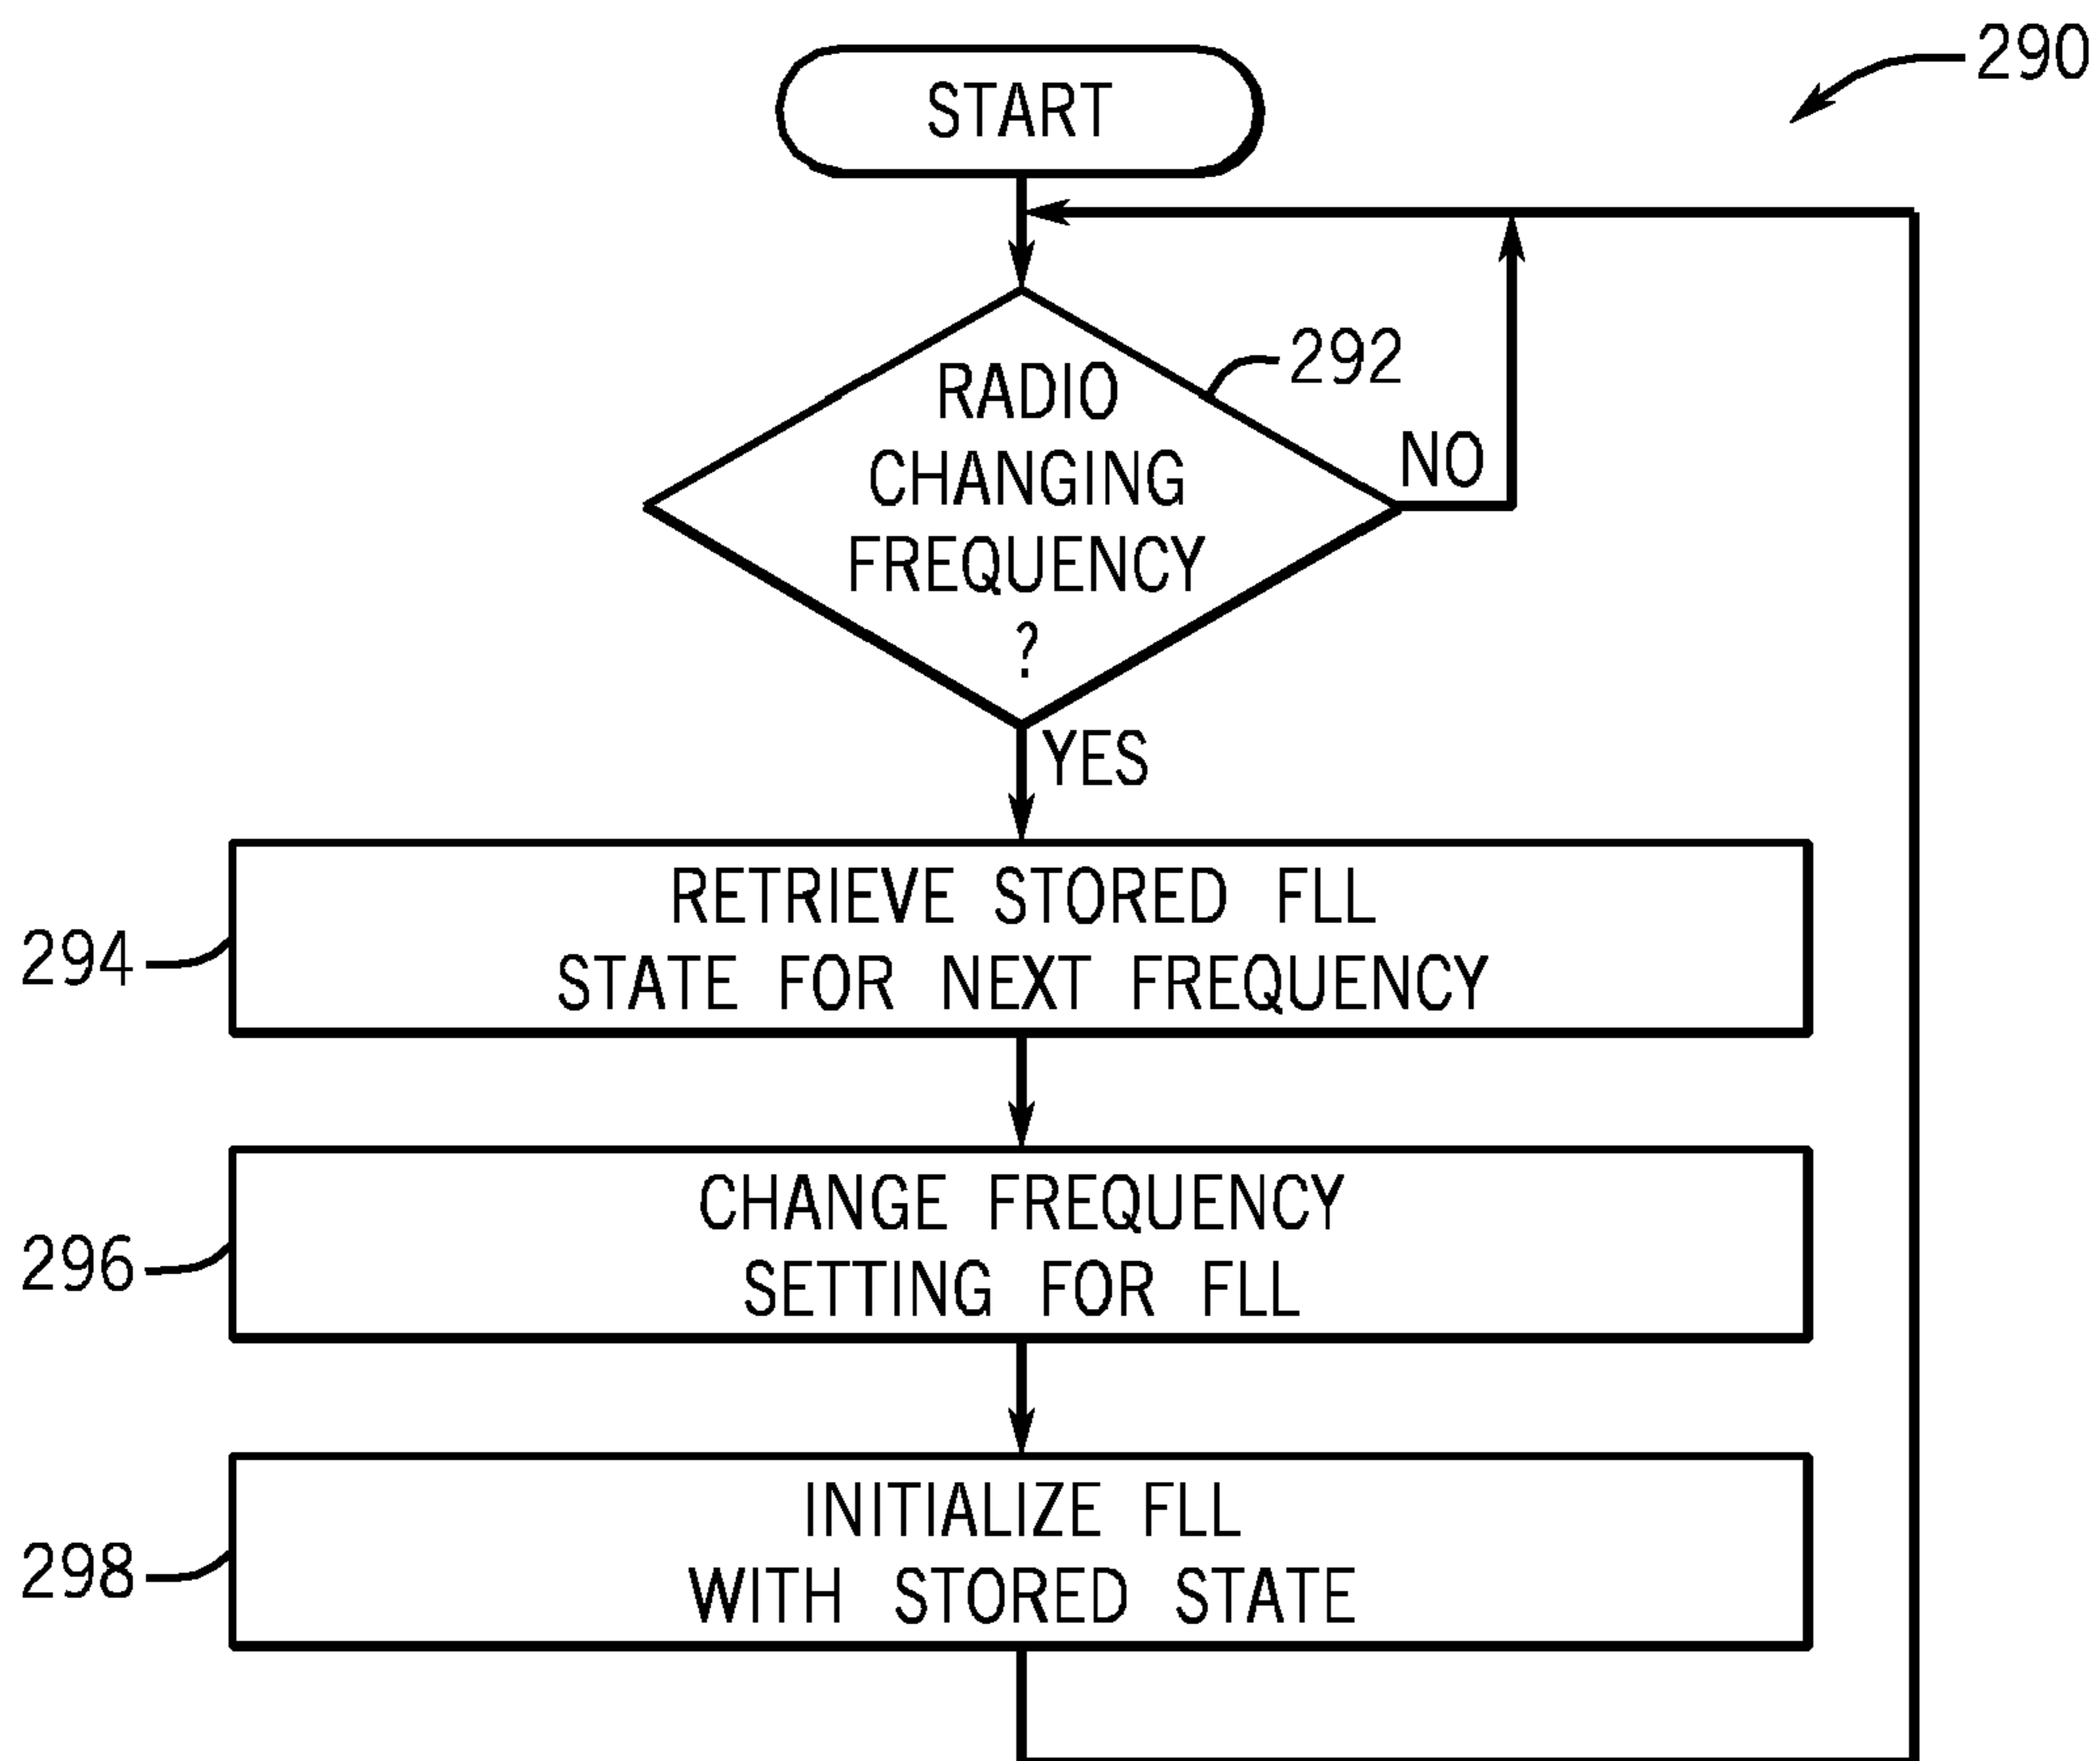 290
START
292
RADIO
CHANGING
FREQUENCY
?
NO
YES
294
RETRIEVE STORED FLL
STATE FOR NEXT FREQUENCY
296
CHANGE FREQUENCY
SETTING FOR FLL
298
INITIALIZE FLL
WITH STORED STATE